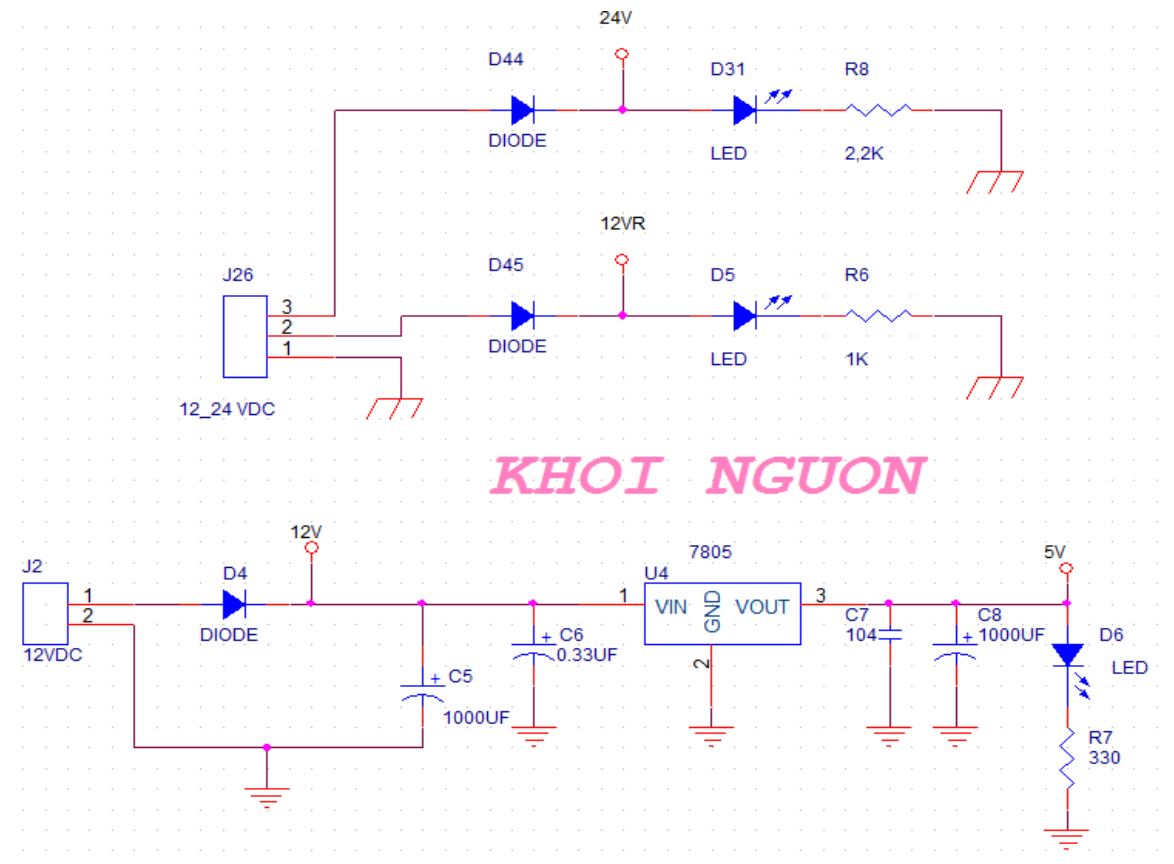 24V
D44
D31
R8
DIODE
LED
2,2K
12VR
D45
D5
R6
J26
3
2
1
DIODE
LED
1K
12_24 VDC
KHOI NGUON
12V
7805
5V
J2
D4
U4
1
2
1
VIN
GND
VOUT
3
C7
104
C8
1000UF
D6
DIODE
C6
0.33UF
12VDC
2
LED
C5
1000UF
R7
330